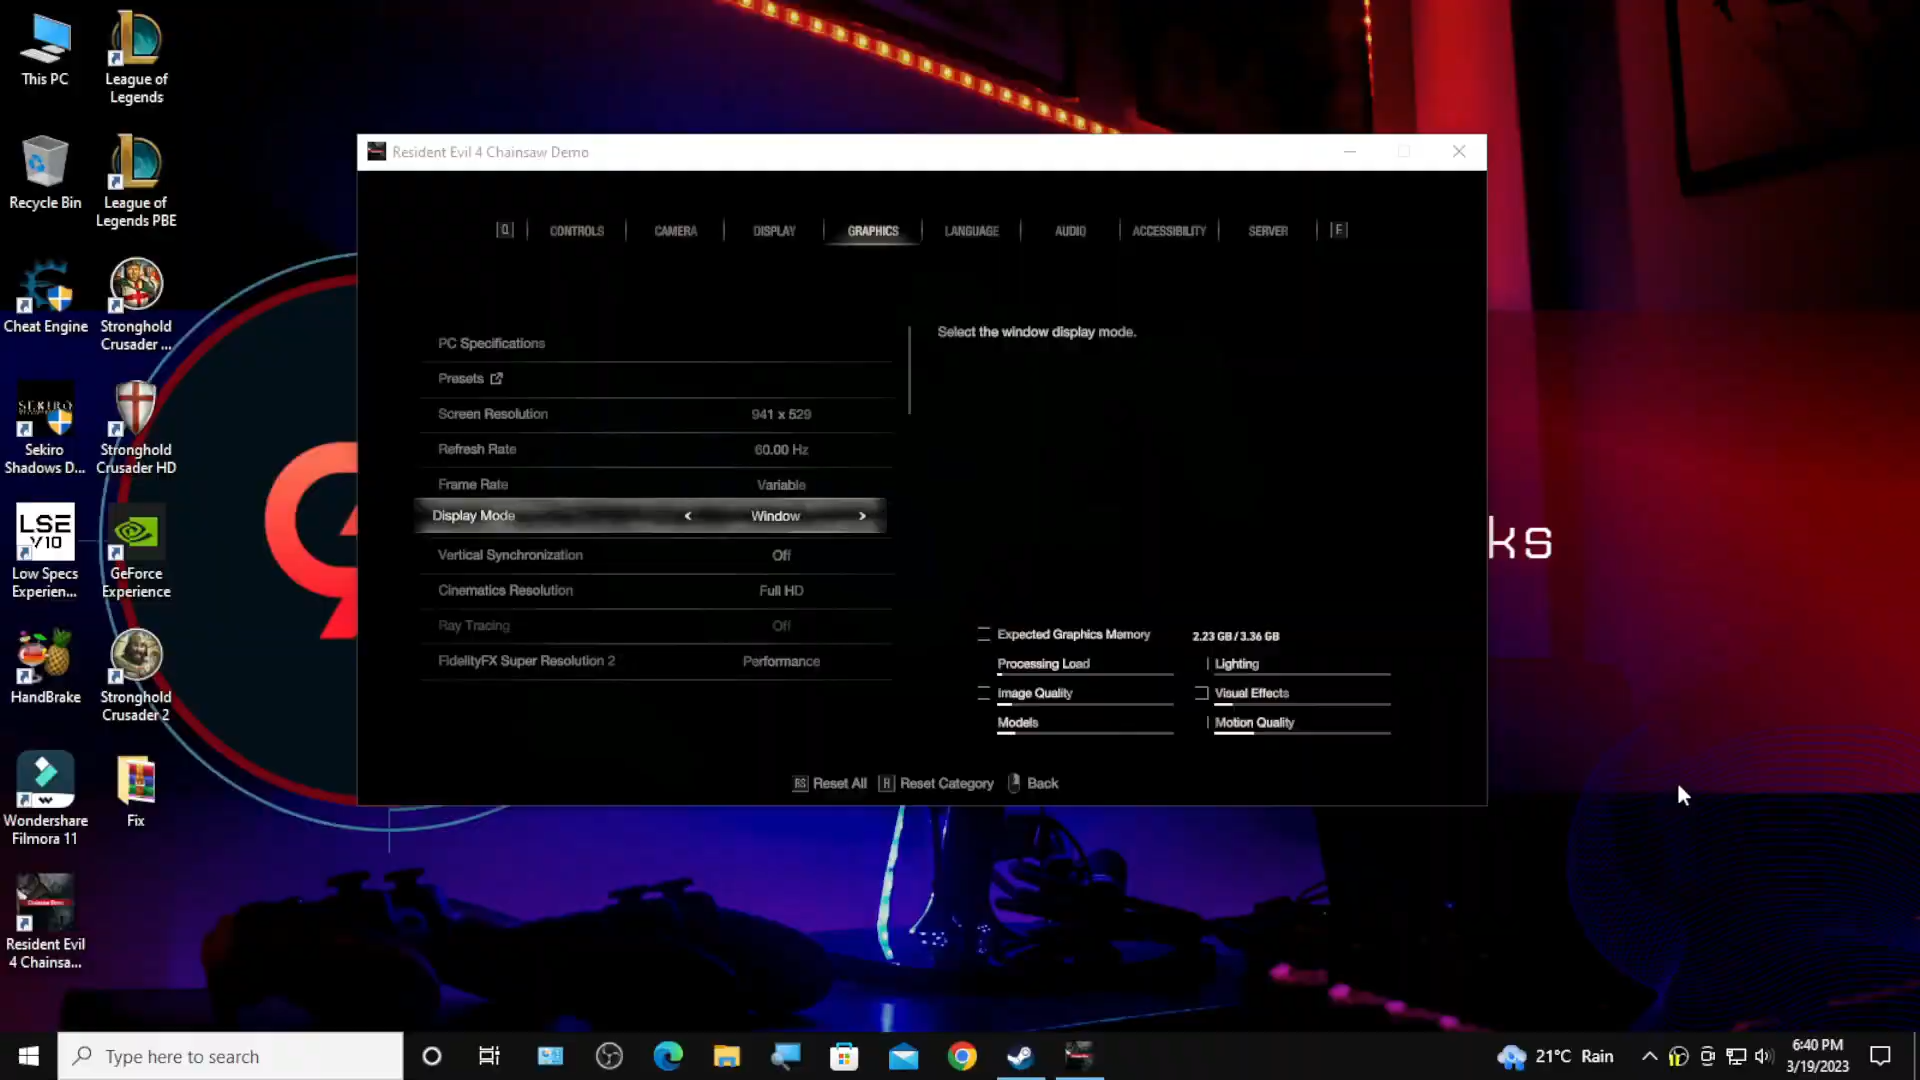 This PC
League of
Legends
Recycle Bin
League of
Legends PBE
Cheat Engine
Stronghold
Crusader ...
SEKIRO
Sekiro
Shadows D...
Stronghold
Crusader HD
LSE
V10
Low Specs
Experien...
GeForce
Experience
HandBrake
Stronghold
Crusader 2
Wondershare
Filmora 11
Fix
Resident Evil
4 Chainsa...
Resident Evil 4 Chainsaw Demo
Q CONTROLS CAMERA DISPLAY GRAPHICS LANGUAGE AUDIO ACCESSIBILITY SERVER E
PC Specifications
Presets
Screen Resolution 941 x 529
Refresh Rate 60.00 Hz
Frame Rate Variable
Display Mode Window
Vertical Synchronization Off
Cinematics Resolution Full HD
Ray Tracing Off
FidelityFX Super Resolution 2 Performance
Select the window display mode.
Expected Graphics Memory 2.23 GB / 3.36 GB
Processing Load Lighting
Image Quality Visual Effects
Models Motion Quality
Reset All Reset Category Back
ks
Type here to search
21°C Rain
6:40 PM
3/19/2023